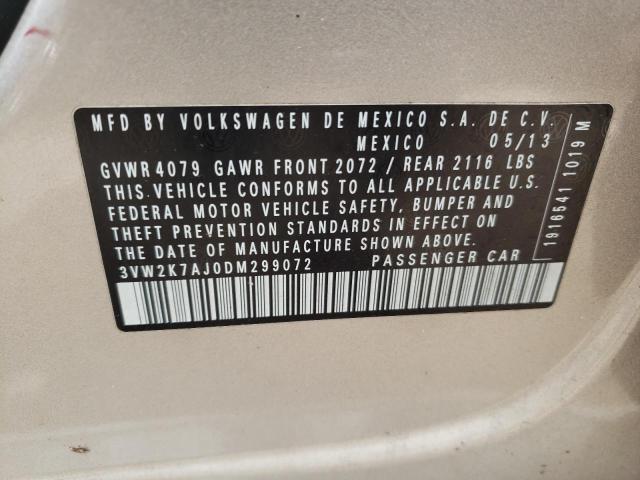 MFD BY VOLKSWAGEN DE MEXICO S.A. DE C.V.
MEXICO 05/13
GVWR 4079 GAWR FRONT 2072 / REAR 2116 LBS
THIS VEHICLE CONFORMS TO ALL APPLICABLE U.S.
FEDERAL MOTOR VEHICLE SAFETY, BUMPER AND
THEFT PREVENTION STANDARDS IN EFFECT ON
THE DATE OF MANUFACTURE SHOWN ABOVE.
3VW2K7AJ0DM299072 PASSENGER CAR
1916541 1019 M